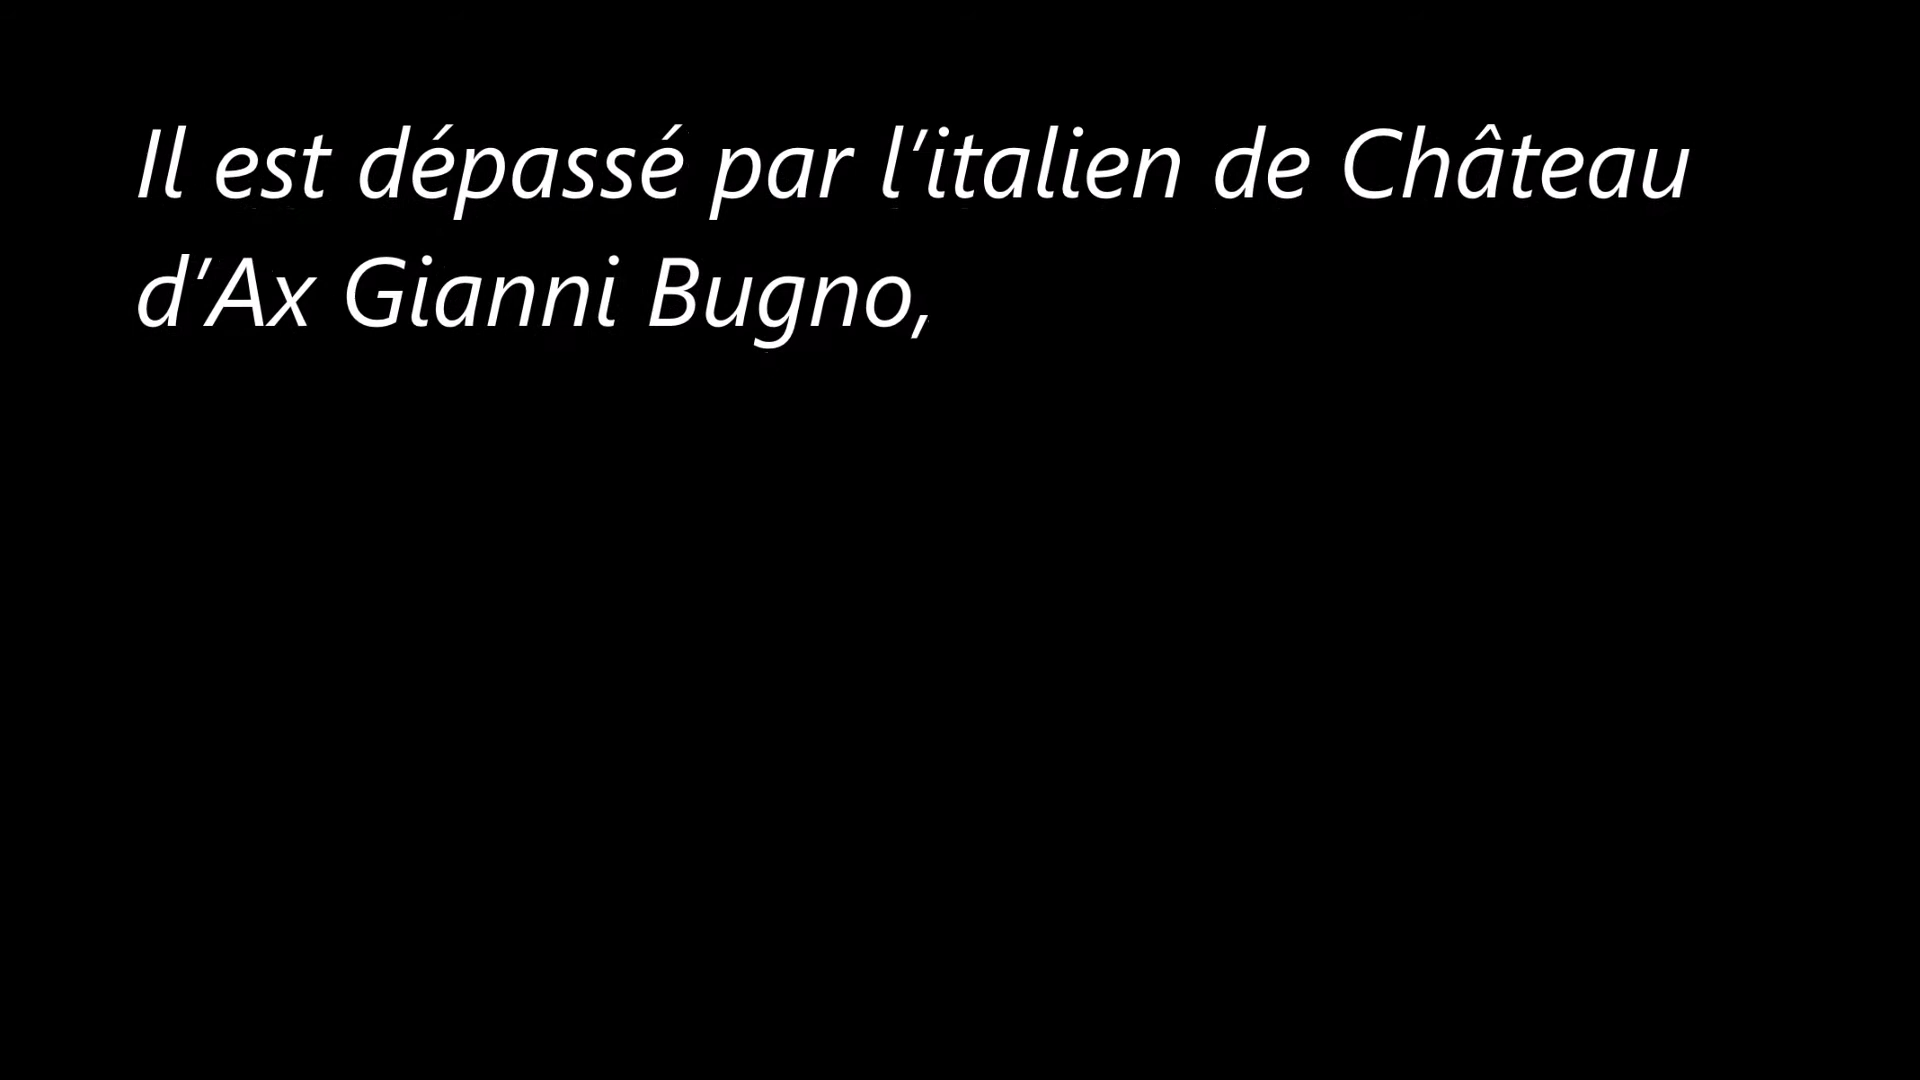 Il est dépassé par l’italien de Château
d’Ax Gianni Bugno,